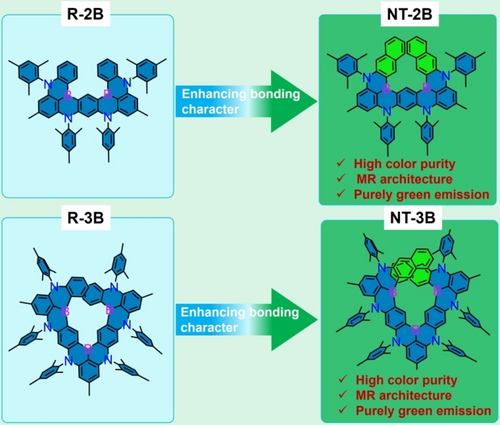 R-2B
NT-2B
N
N
B
B
N
N
Enhancing bonding
character
N
N
B
B
N
N
✓ High color purity
✓ MR architecture
✓ Purely green emission
R-3B
NT-3B
N
N
B
B
N
N
B
N
N
Enhancing bonding
character
N
N
B
B
N
N
B
N
N
✓ High color purity
✓ MR architecture
✓ Purely green emission